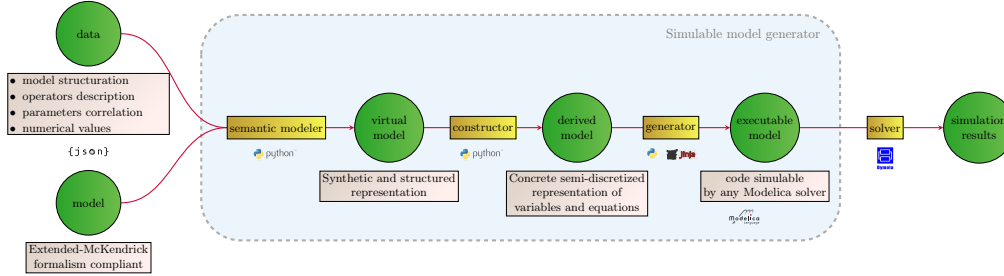 data
• model structuration
• operators description
• parameters correlation
• numerical values
{json}
model
Extended-McKendrick
formalism compliant
Simulable model generator
semantic modeler
python
virtual
model
Synthetic and structured
representation
constructor
python
derived
model
Concrete semi-discretized
representation of
variables and equations
generator
Jinja
executable
model
code simulable
by any Modelica solver
Modelica
Language
solver
Dymola
simulation
results